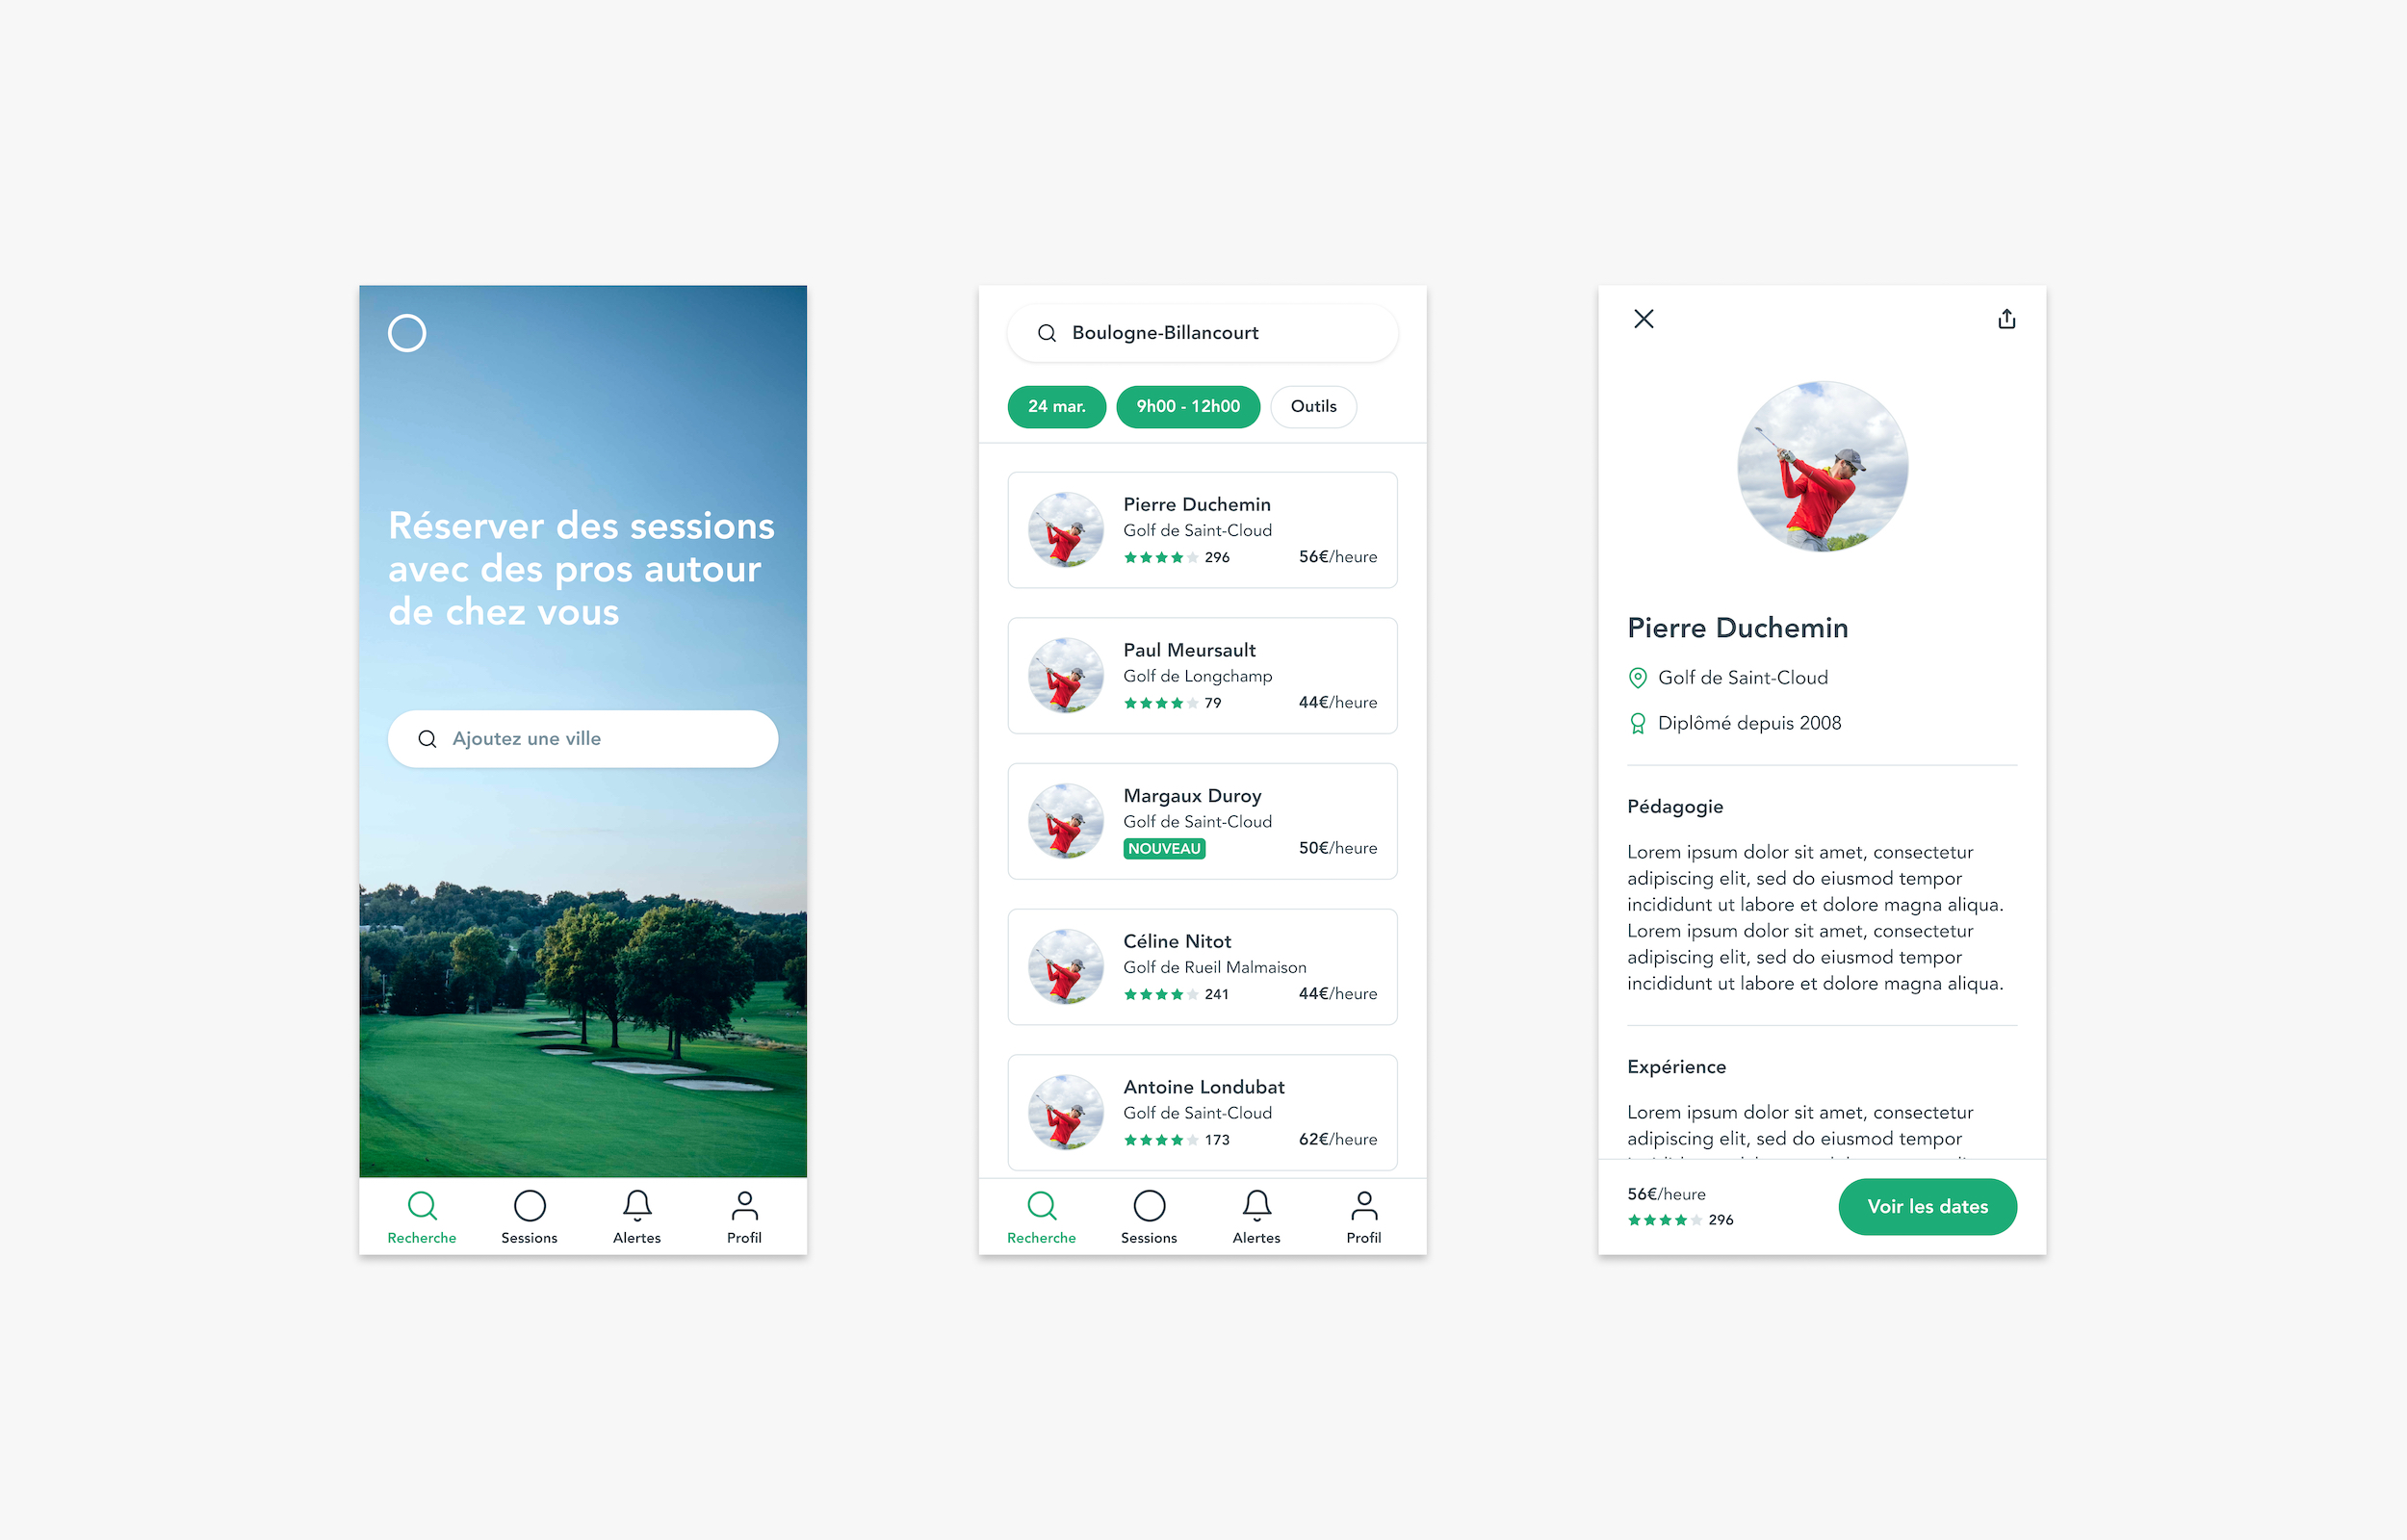 Réserver des sessions
avec des pros autour
de chez vous
Ajoutez une ville
Recherche
Sessions
Alertes
Profil
Boulogne-Billancourt
24 mar.
9h00 - 12h00
Outils
Pierre Duchemin
Golf de Saint-Cloud
296
56€/heure
Paul Meursault
Golf de Longchamp
79
44€/heure
Margaux Duroy
Golf de Saint-Cloud
NOUVEAU
50€/heure
Céline Nitot
Golf de Rueil Malmaison
241
44€/heure
Antoine Londubat
Golf de Saint-Cloud
173
62€/heure
Recherche
Sessions
Alertes
Profil
Pierre Duchemin
Golf de Saint-Cloud
Diplômé depuis 2008
Pédagogie
Lorem ipsum dolor sit amet, consectetur
adipiscing elit, sed do eiusmod tempor
incididunt ut labore et dolore magna aliqua.
Lorem ipsum dolor sit amet, consectetur
adipiscing elit, sed do eiusmod tempor
incididunt ut labore et dolore magna aliqua.
Expérience
Lorem ipsum dolor sit amet, consectetur
adipiscing elit, sed do eiusmod tempor
56€/heure
296
Voir les dates